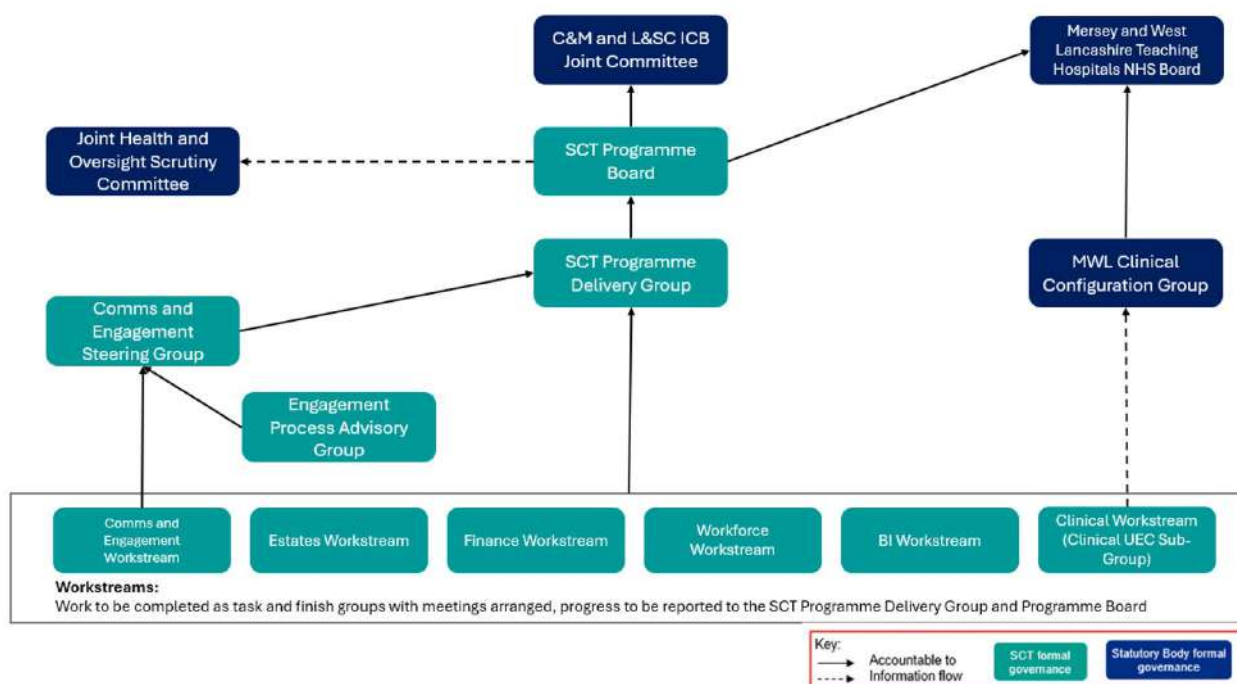 C&M and L&SC ICB
Joint Committee
Mersey and West
Lancashire Teaching
Hospitals NHS Board
Joint Health and
Oversight Scrutiny
Committee
SCT Programme
Board
SCT Programme
Delivery Group
MWL Clinical
Configuration Group
Comms and
Engagement
Steering Group
Engagement
Process Advisory
Group
Comms and
Engagement
Workstream
Estates Workstream
Finance Workstream
Workforce
Workstream
BI Workstream
Clinical Workstream
(Clinical UEC Sub-
Group)
Workstreams:
Work to be completed as task and finish groups with meetings arranged, progress to be reported to the SCT Programme Delivery Group and Programme Board
Key:
Accountable to
Information flow
SCT formal
governance
Statutory Body formal
governance